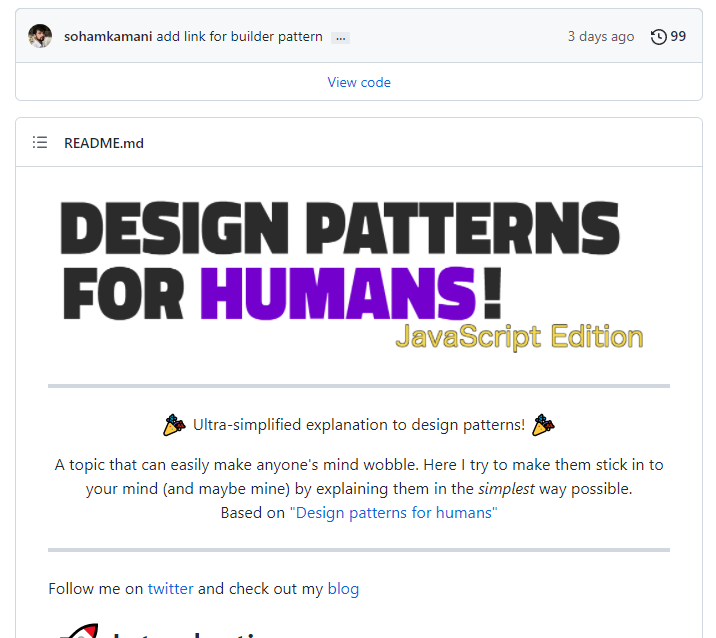 sohamkamani add link for builder pattern ... 3 days ago 99
View code
README.md
DESIGN PATTERNS
FOR HUMANS!
JavaScript Edition
Ultra-simplified explanation to design patterns!
A topic that can easily make anyone's mind wobble. Here I try to make them stick in to
your mind (and maybe mine) by explaining them in the simplest way possible.
Based on "Design patterns for humans"
Follow me on twitter and check out my blog